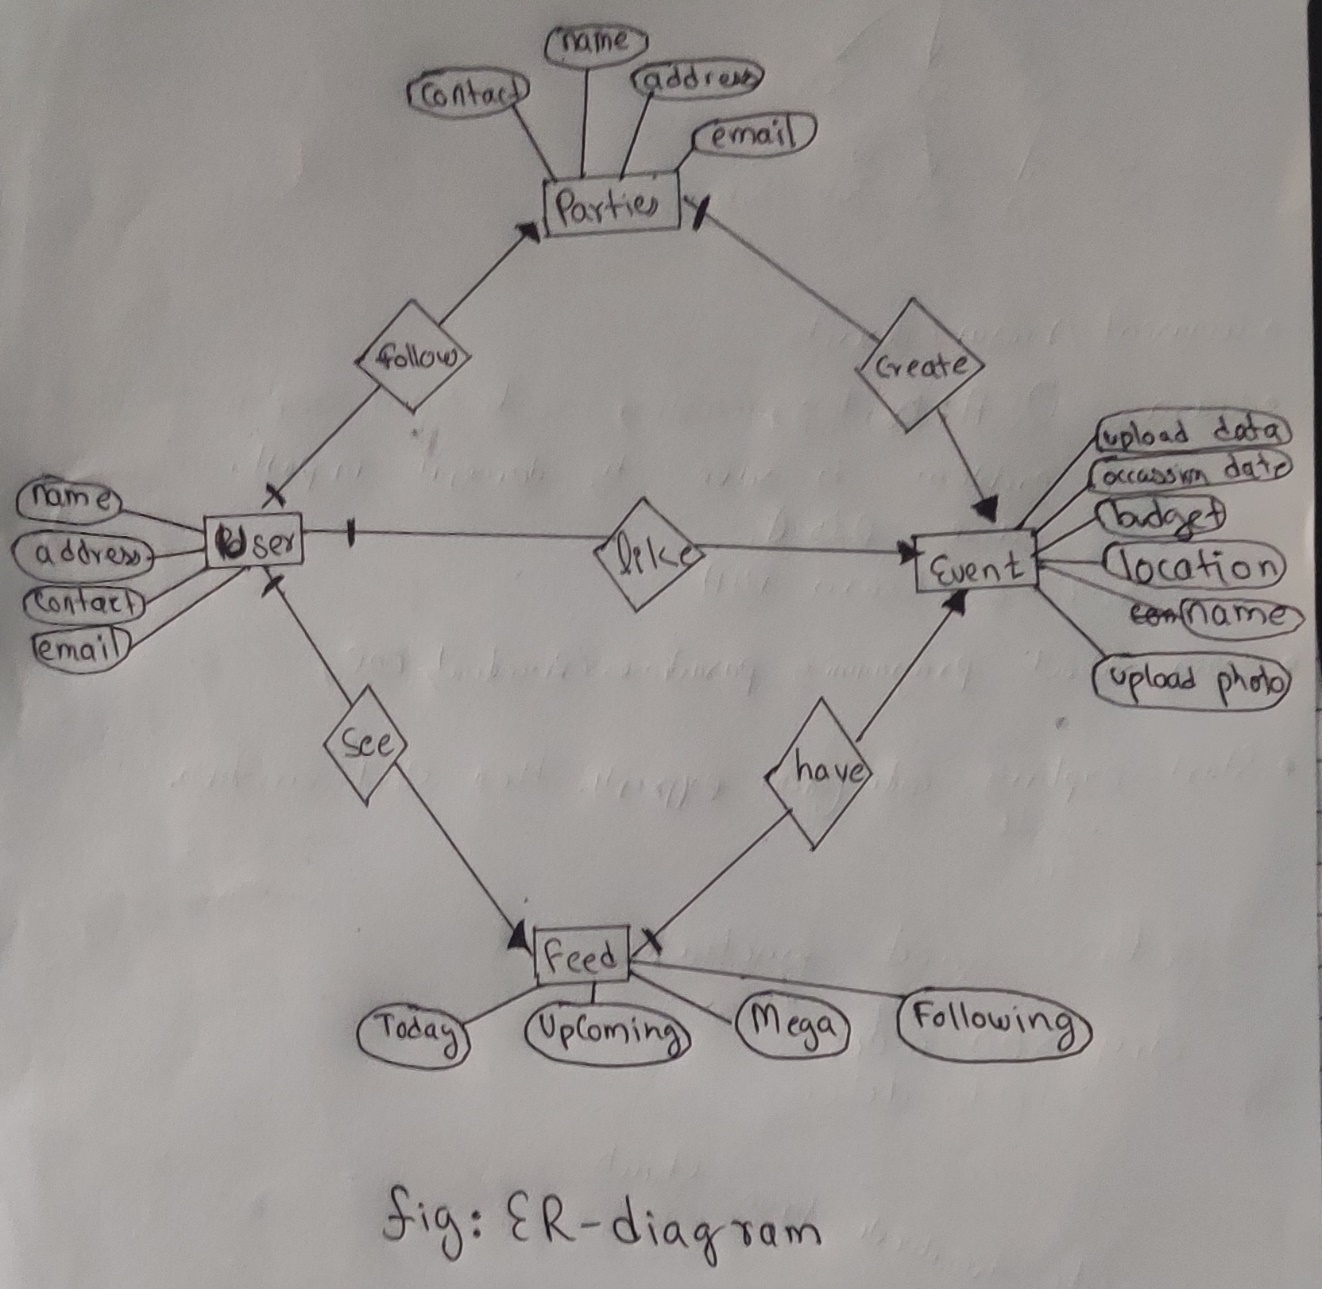 name
contact
address
email
Parties
follow
Create
upload data
occassion date
budget
location
name
upload photo
name
address
contact
email
User
like
Event
See
have
Feed
Today
Upcoming
Mega
Following
fig: ER-diagram